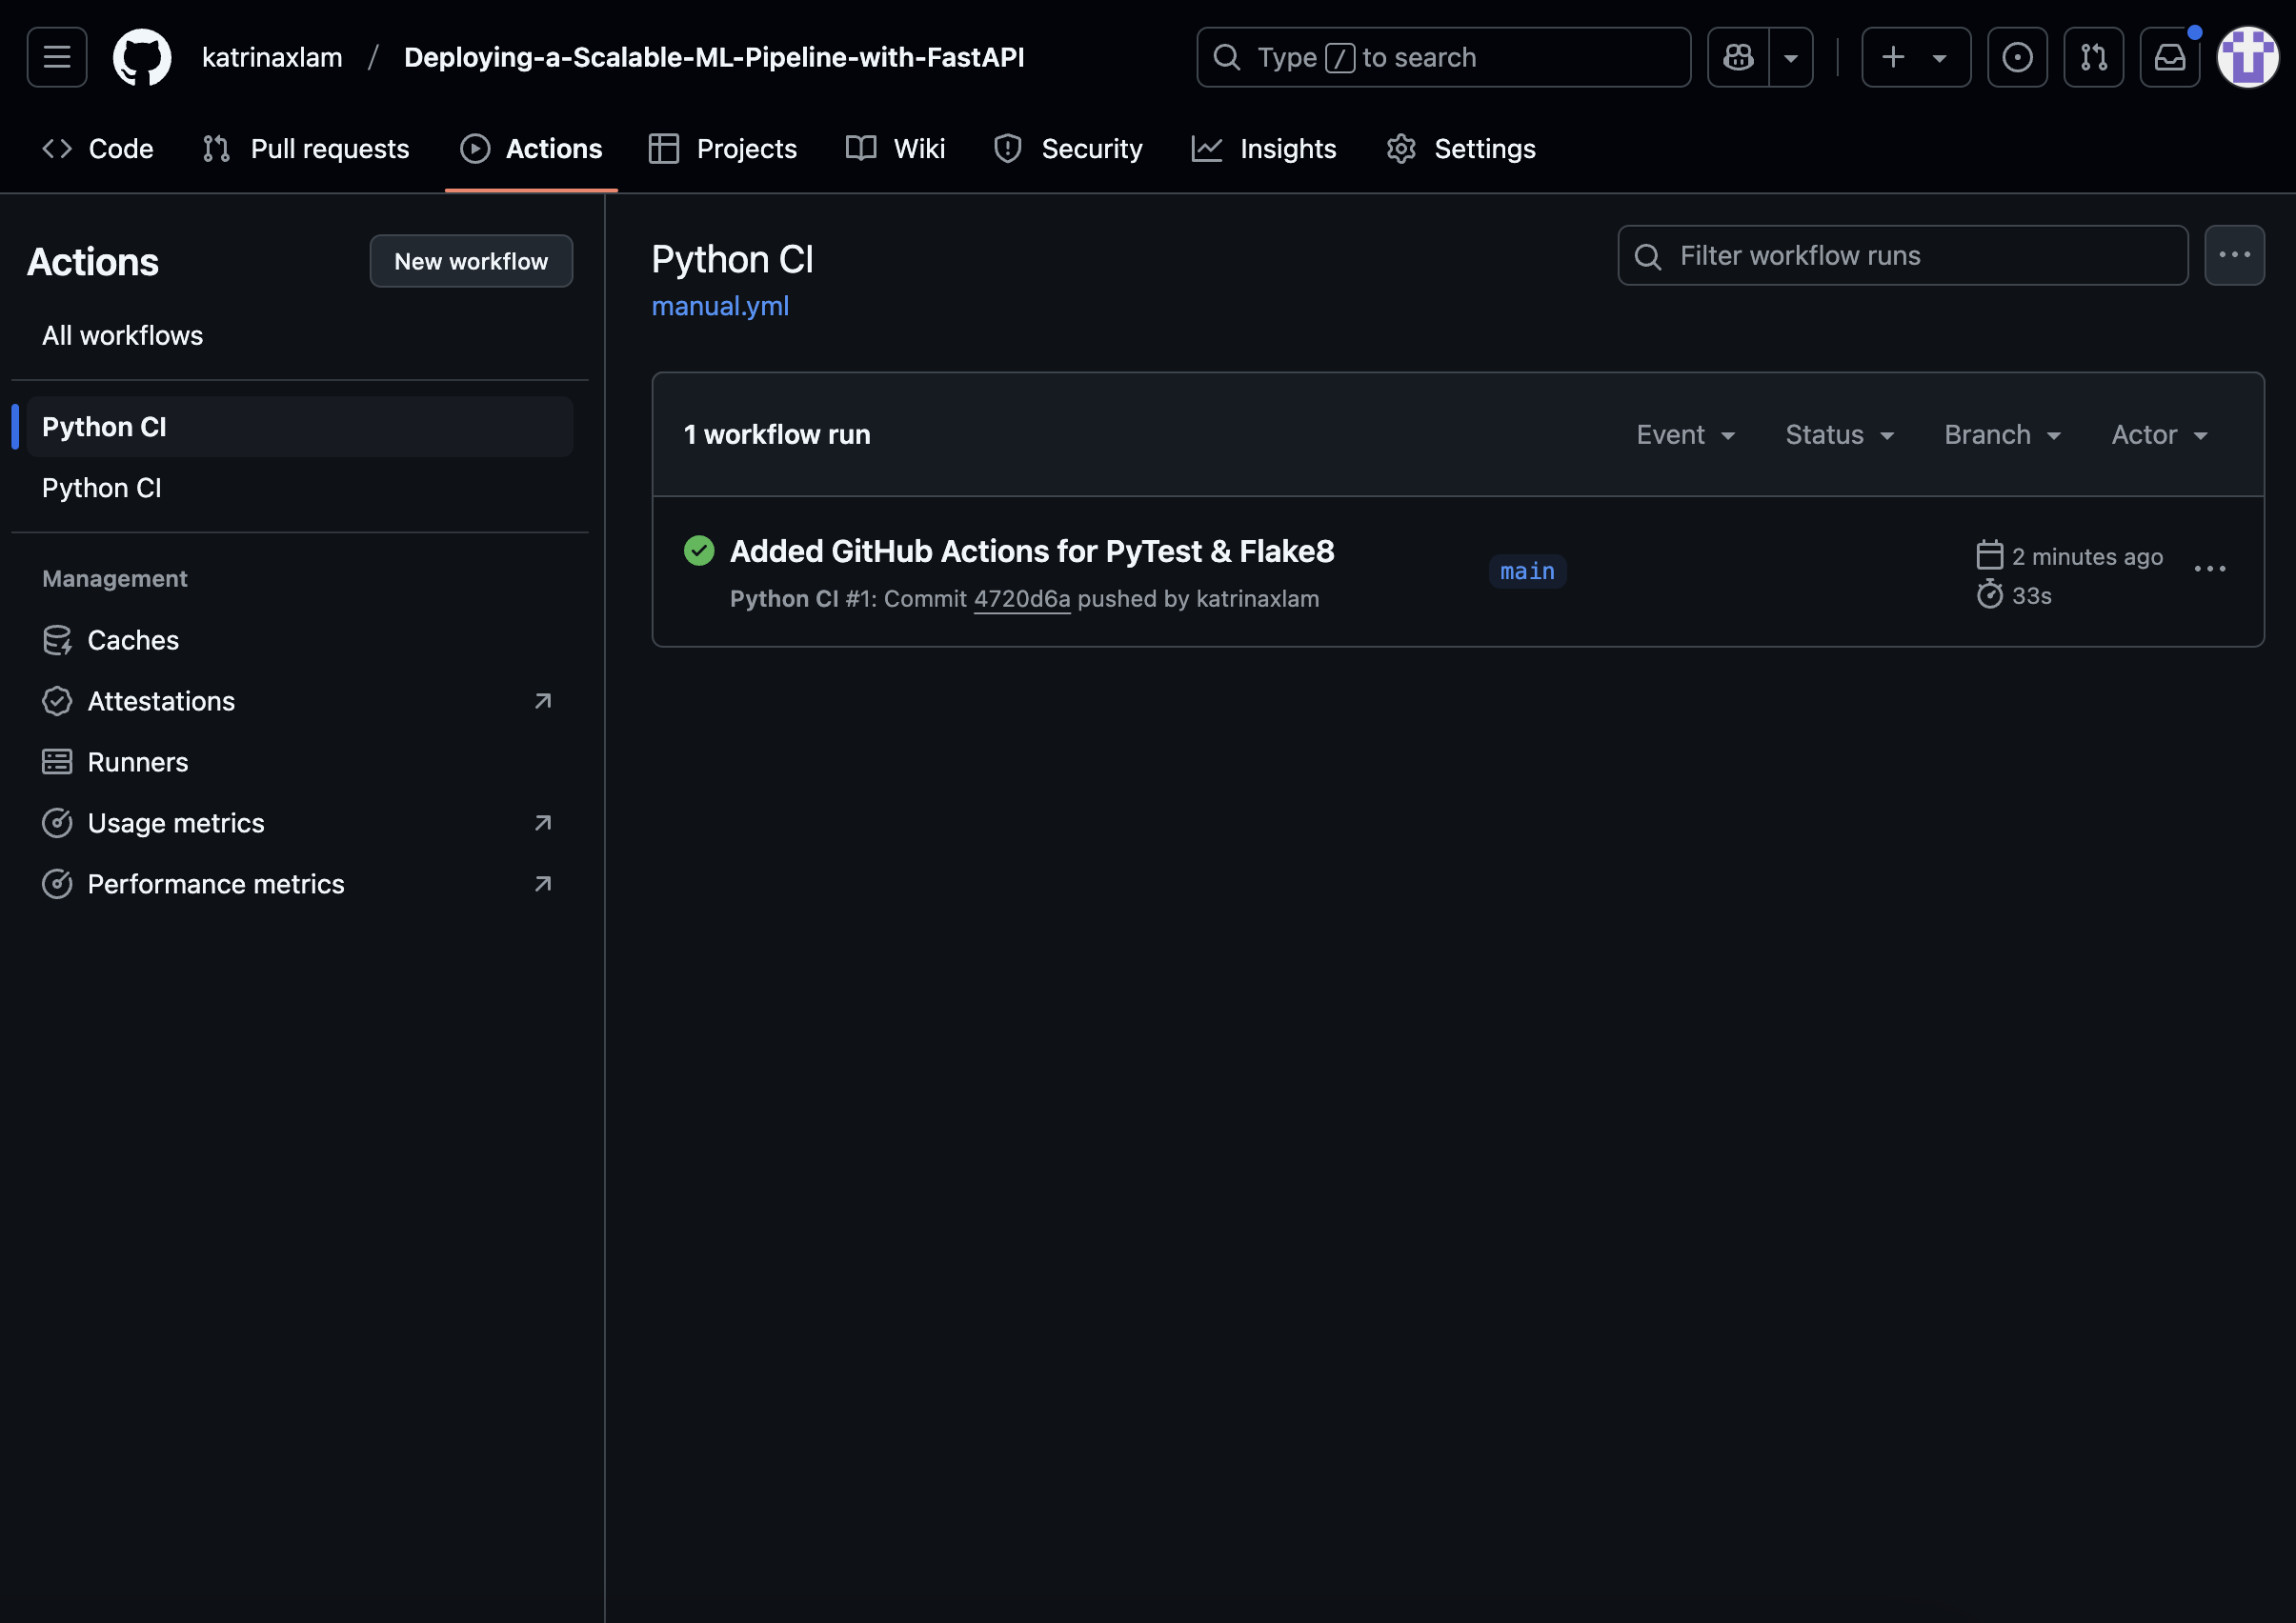 katrinaxlam / Deploying-a-Scalable-ML-Pipeline-with-FastAPI
Type / to search
Code
Pull requests
Actions
Projects
Wiki
Security
Insights
Settings
Actions
New workflow
All workflows
Python CI
Python CI
Management
Caches
Attestations
Runners
Usage metrics
Performance metrics
Python CI
manual.yml
Filter workflow runs
1 workflow run
Event
Status
Branch
Actor
Added GitHub Actions for PyTest & Flake8
Python CI #1: Commit 4720d6a pushed by katrinaxlam
main
2 minutes ago
33s